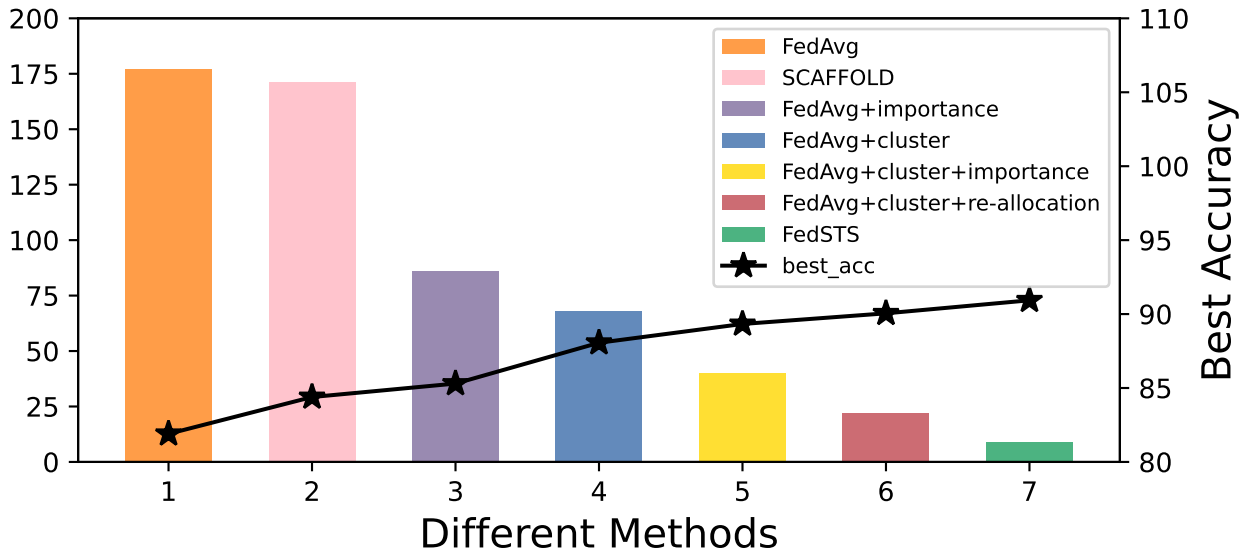 200
175
150
125
100
75
50
25
0
FedAvg
SCAFFOLD
FedAvg+importance
FedAvg+cluster
FedAvg+cluster+importance
FedAvg+cluster+re-allocation
FedSTS
best_acc
110
105
100
95
90
85
80
Best Accuracy
1 2 3 4 5 6 7
Different Methods